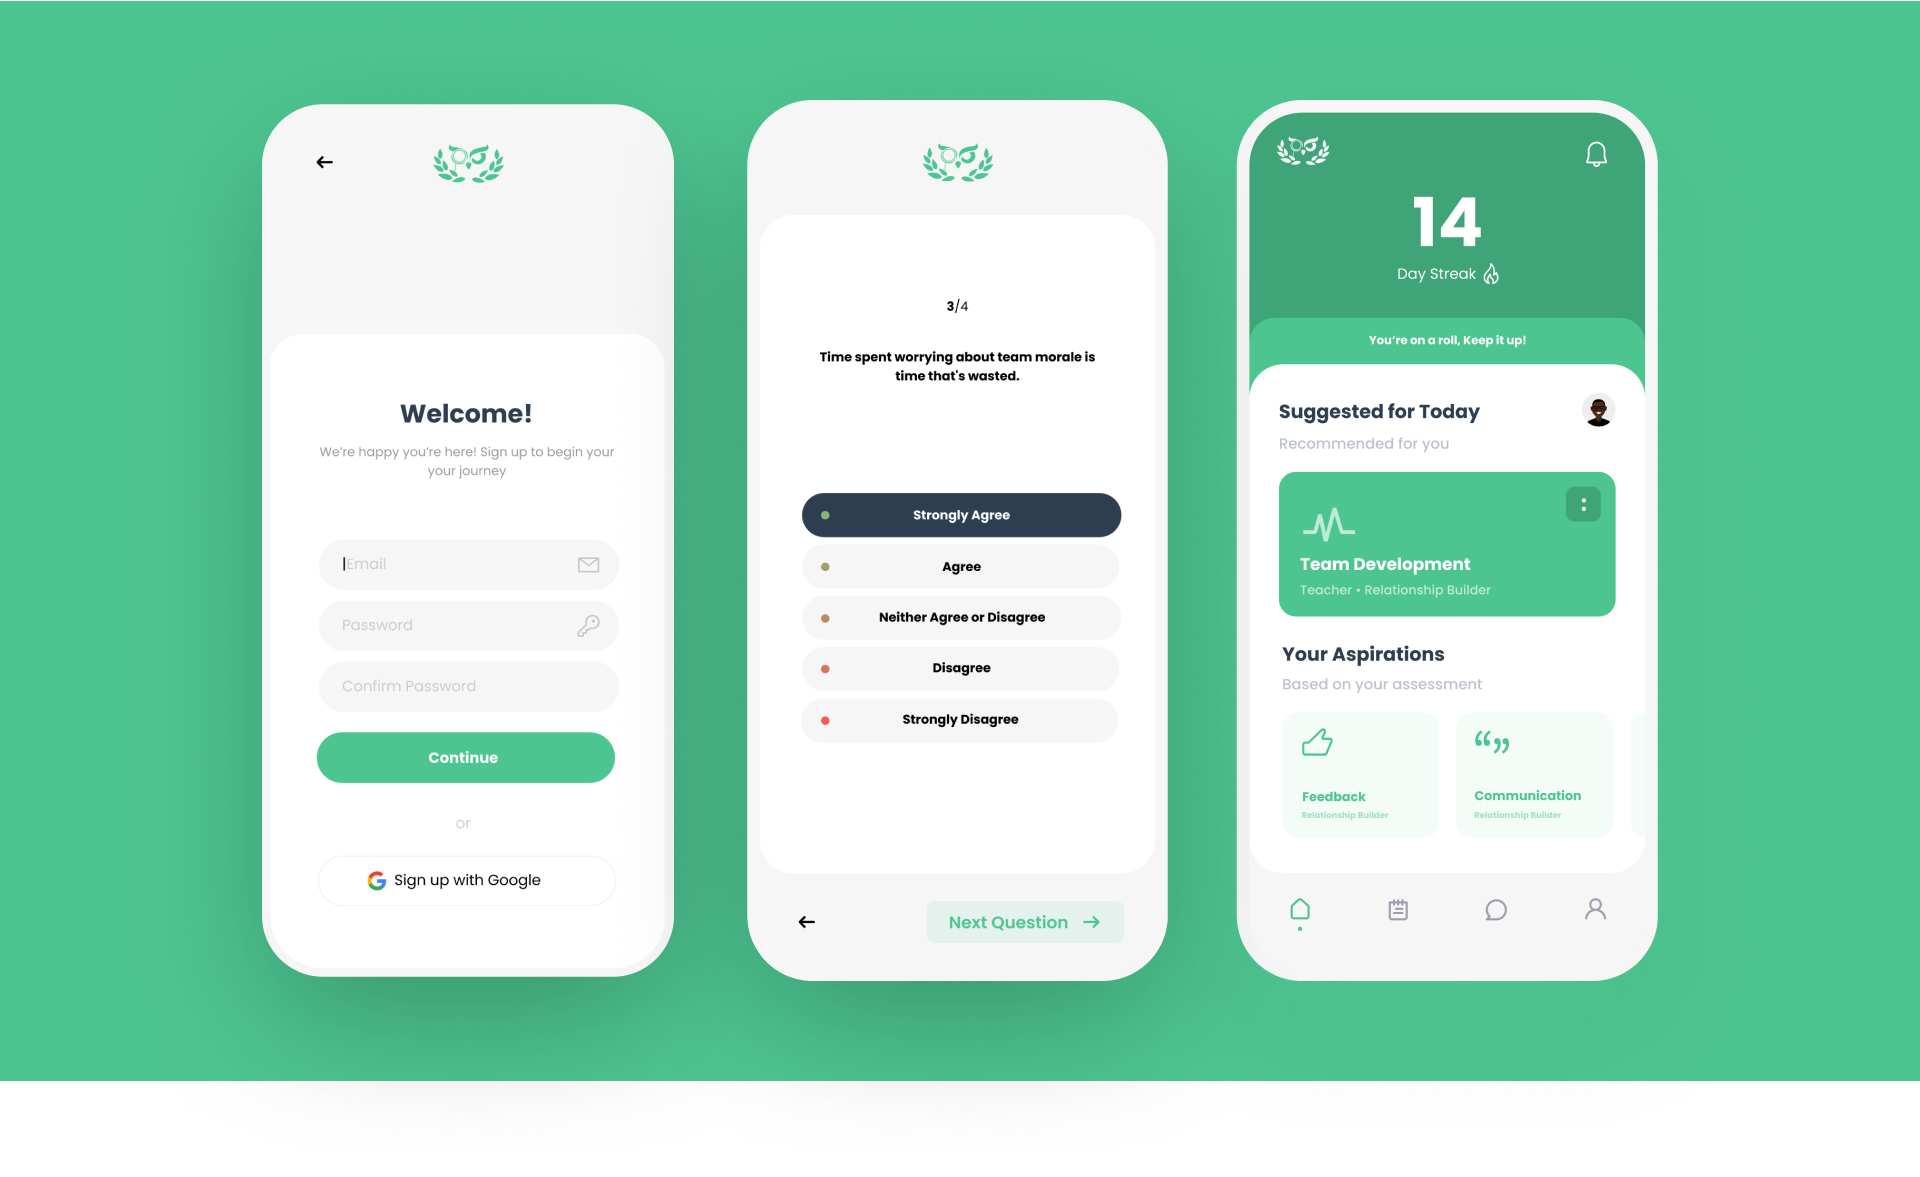 Welcome!
We’re happy you’re here! Sign up to begin your
your journey
Email
Password
Confirm Password
Continue
or
Sign up with Google
3/4
Time spent worrying about team morale is
time that's wasted.
Strongly Agree
Agree
Neither Agree or Disagree
Disagree
Strongly Disagree
Next Question
14
Day Streak
You’re on a roll, Keep it up!
Suggested for Today
Recommended for you
Team Development
Teacher • Relationship Builder
Your Aspirations
Based on your assessment
Feedback
Relationship Builder
Communication
Relationship Builder